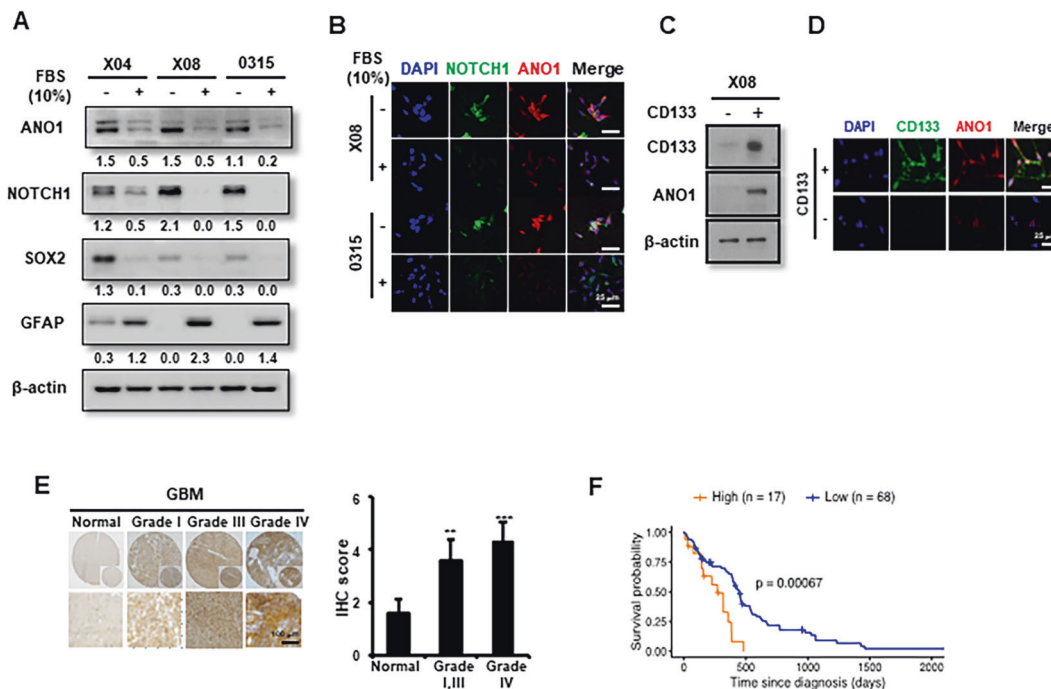 A
X04 X08 0315
FBS
(10%) - + - + - +
ANO1
1.5 0.5 1.5 0.5 1.1 0.2
NOTCH1
1.2 0.5 2.1 0.0 1.5 0.0
SOX2
1.3 0.1 0.3 0.0 0.3 0.0
GFAP
0.3 1.2 0.0 2.3 0.0 1.4
β-actin
B
FBS
(10%) DAPI NOTCH1 ANO1 Merge
X08
-
+
0315
-
+
25 μm
C
X08
CD133 - +
CD133
ANO1
β-actin
D
DAPI CD133 ANO1 Merge
CD133
+
-
25 μm
E
GBM
Normal Grade I Grade III Grade IV
100 μm
IHC score
6
4
2
0
** ***
Normal Grade Grade
I,III IV
F
High (n = 17) Low (n = 68)
Survival probability
1.00
0.75
0.50
0.25
0.00
p = 0.00067
0 500 1000 1500 2000
Time since diagnosis (days)